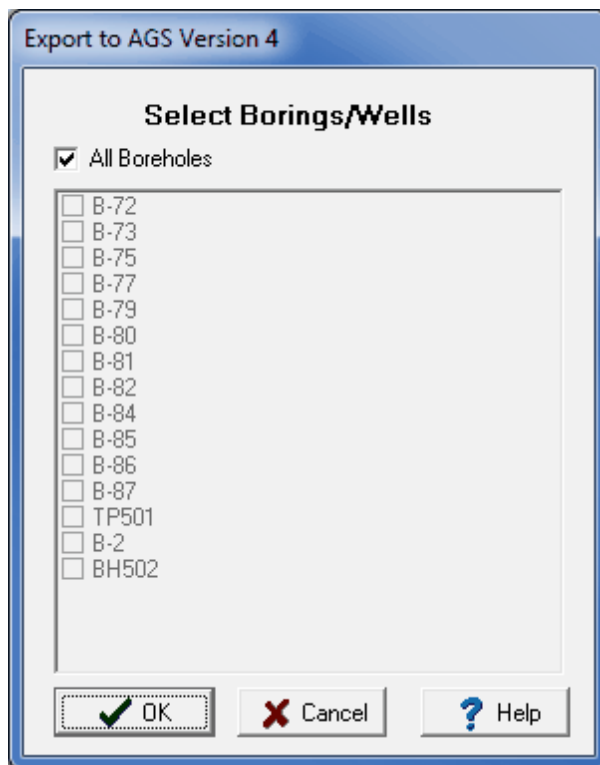 Export to AGS Version 4
Select Borings/Wells
All Boreholes
B-72
B-73
B-75
B-77
B-79
B-80
B-81
B-82
B-84
B-85
B-86
B-87
TP501
B-2
BH502
OK Cancel Help